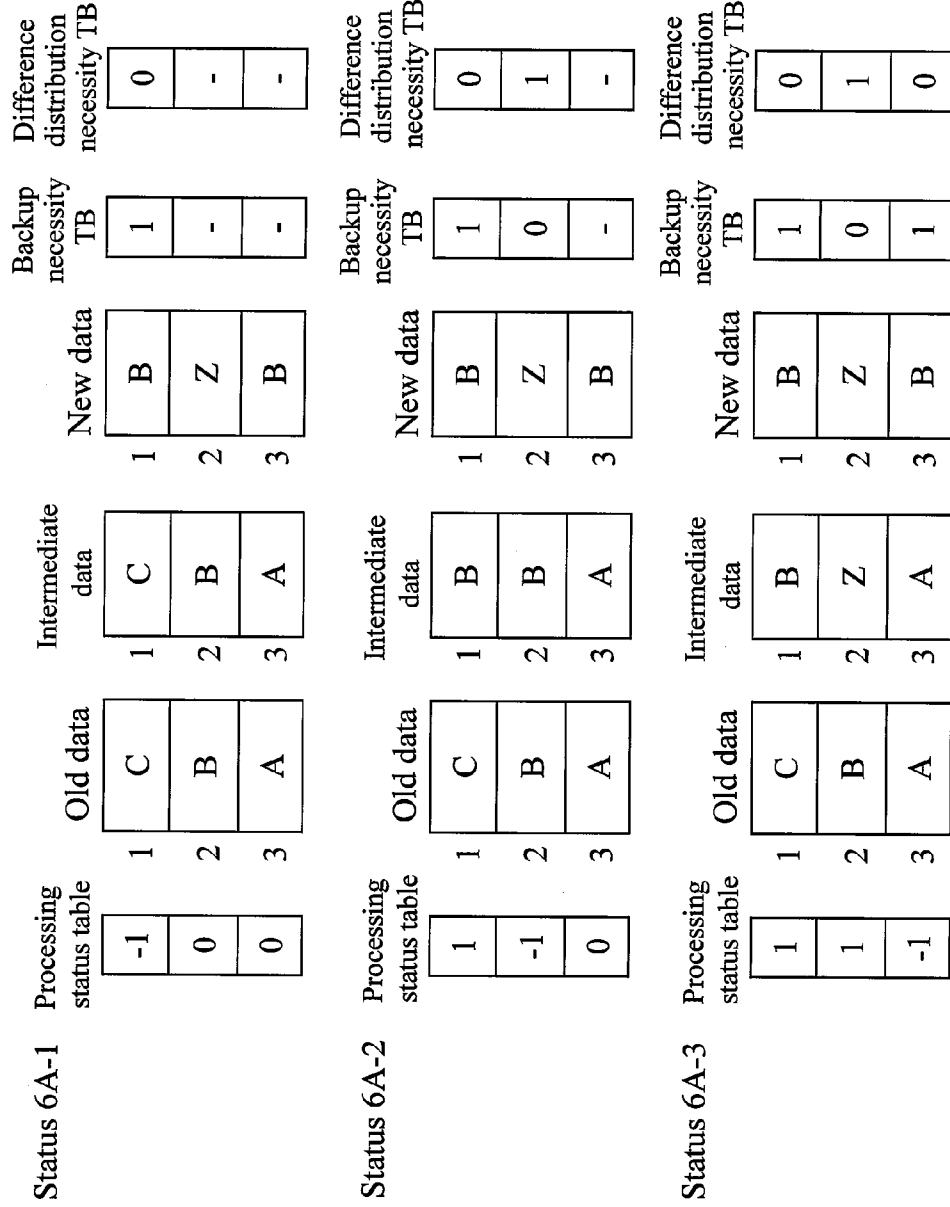 Status 6A-1
Processing
status table
-1
0
0
Old data
1 C
2 B
3 A
Intermediate
data
1 C
2 B
3 A
New data
1 B
2 Z
3 B
Backup
necessity
TB
1
-
-
Difference
distribution
necessity TB
0
-
-
Status 6A-2
Processing
status table
1
-1
0
Old data
1 C
2 B
3 A
Intermediate
data
1 B
2 B
3 A
New data
1 B
2 Z
3 B
Backup
necessity
TB
1
0
-
Difference
distribution
necessity TB
0
1
-
Status 6A-3
Processing
status table
1
1
-1
Old data
1 C
2 B
3 A
Intermediate
data
1 B
2 Z
3 A
New data
1 B
2 Z
3 B
Backup
necessity
TB
1
0
1
Difference
distribution
necessity TB
0
1
0